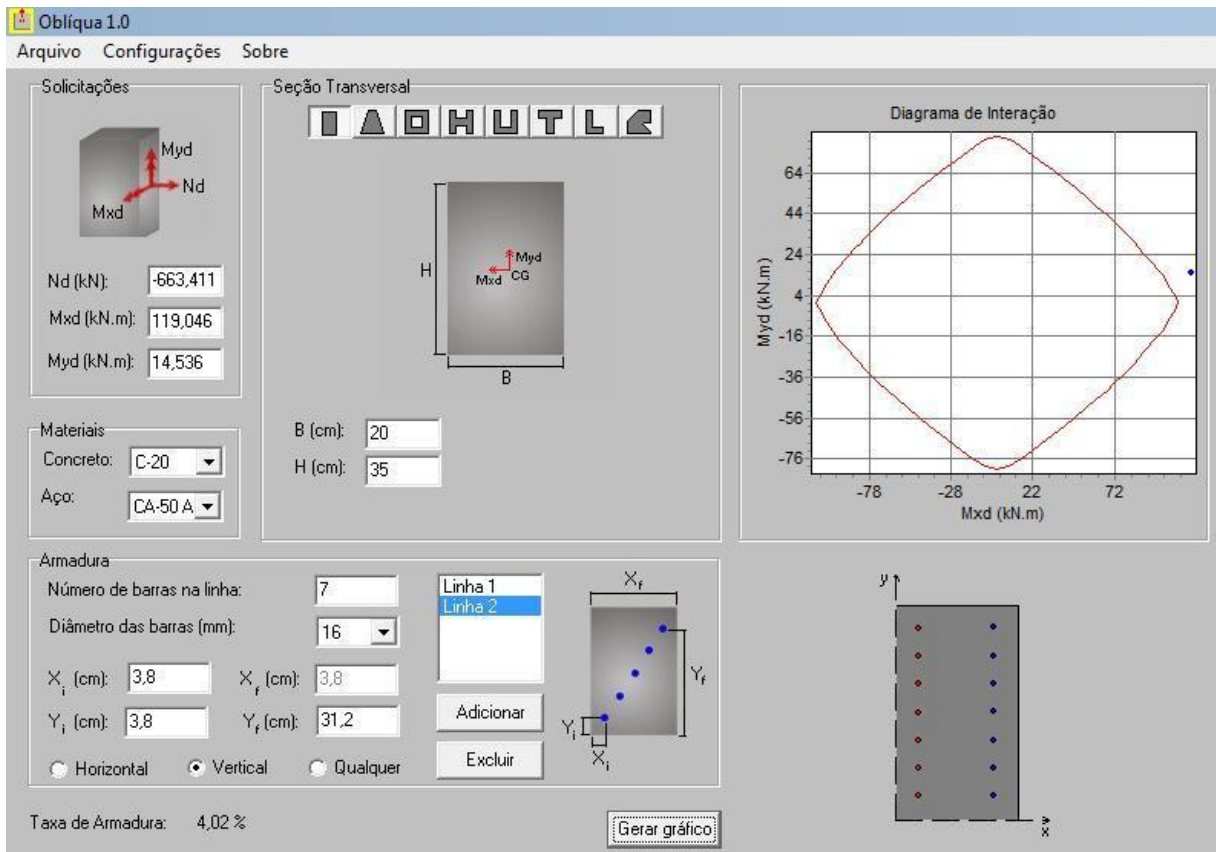 Oblíqua 1.0
Arquivo Configurações Sobre
Solicitações
Myd
Nd
Mxd
Nd (kN): -663,411
Mxd (kN.m): 119,046
Myd (kN.m): 14,536
Materiais
Concreto: C-20
Aço: CA-50 A
Seção Transversal
H
Myd
Mxd CG
B
B (cm): 20
H (cm): 35
Diagrama de Interação
Myd (kN.m)
64
44
24
4
-16
-36
-56
-76
-78 -28 22 72
Mxd (kN.m)
Armadura
Número de barras na linha: 7
Diâmetro das barras (mm): 16
Xi (cm): 3,8 Xf (cm): 3,8
Yi (cm): 3,8 Yf (cm): 31,2
Horizontal Vertical Qualquer
Linha 1
Linha 2
Adicionar
Excluir
Xf
Yf
Yi
Xi
Taxa de Armadura: 4,02 %
Gerar gráfico
y
x